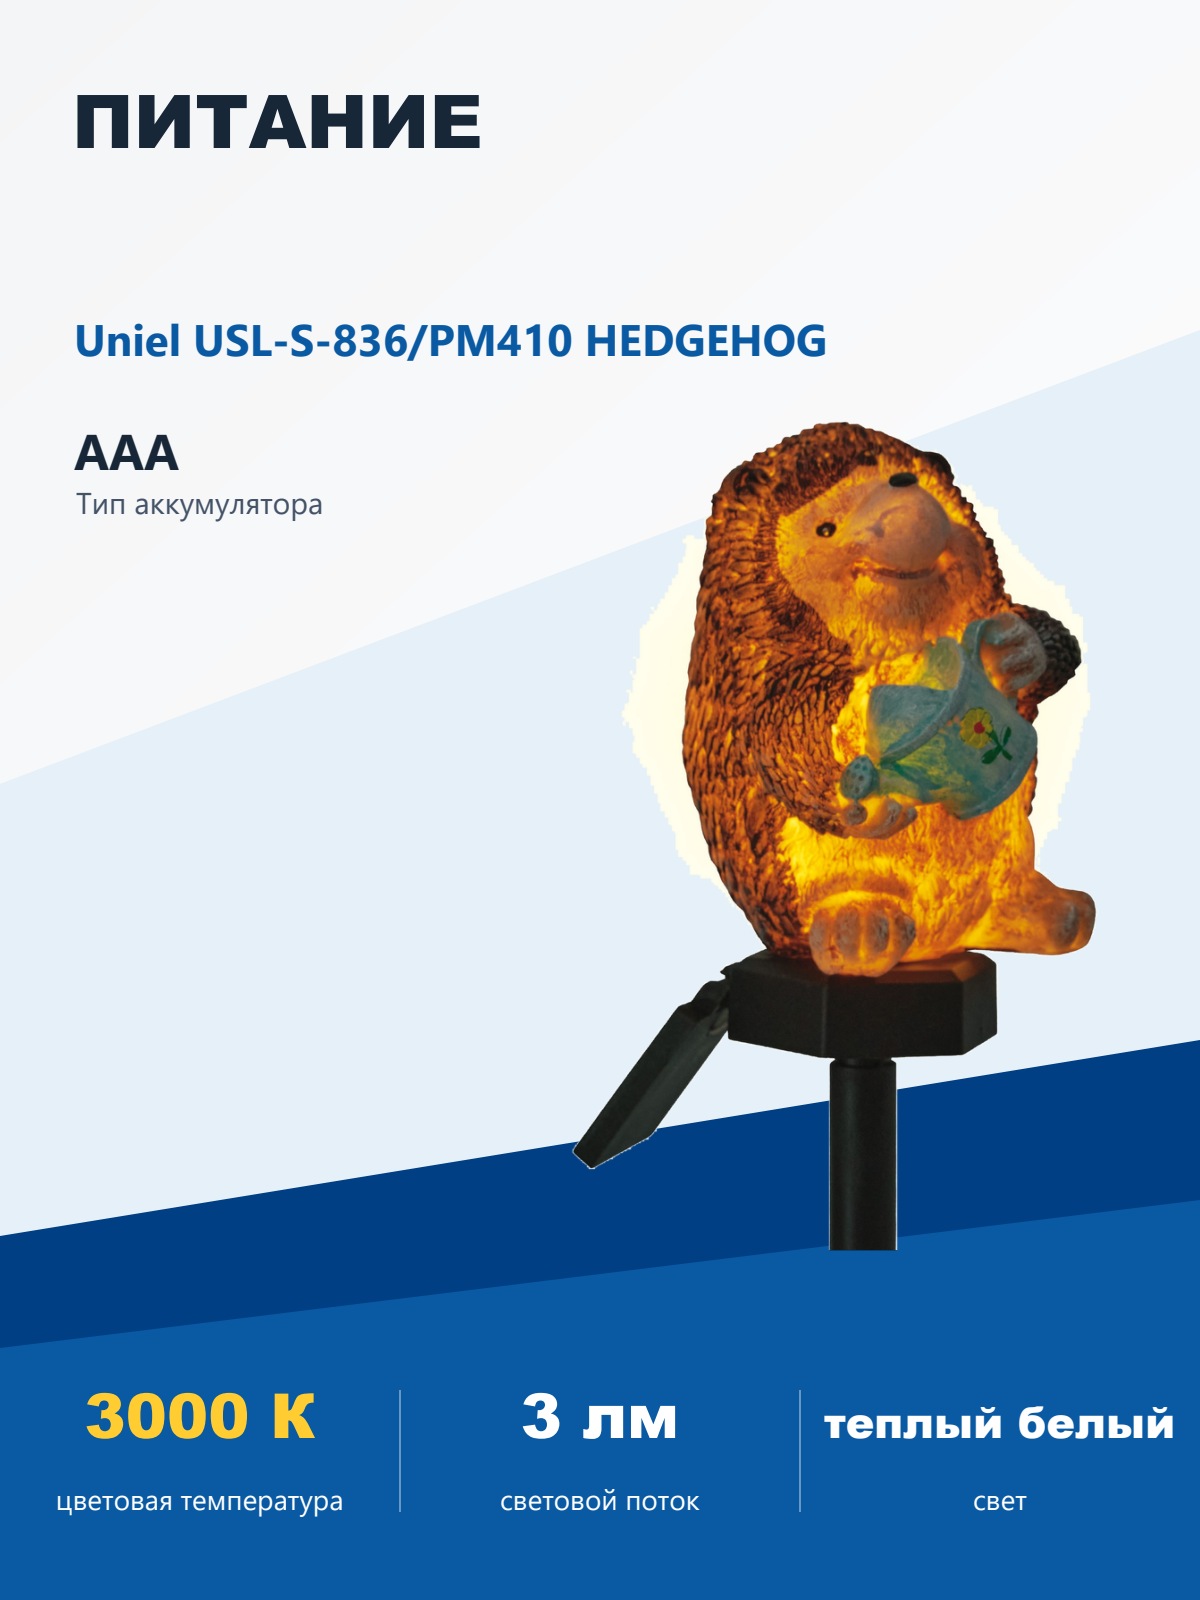 ПИТАНИЕ
Uniel USL-S-836/PM410 HEDGEHOG
AAA
Тип аккумулятора
3000 К
3 лм
теплый белый
цветовая температура
световой поток
свет